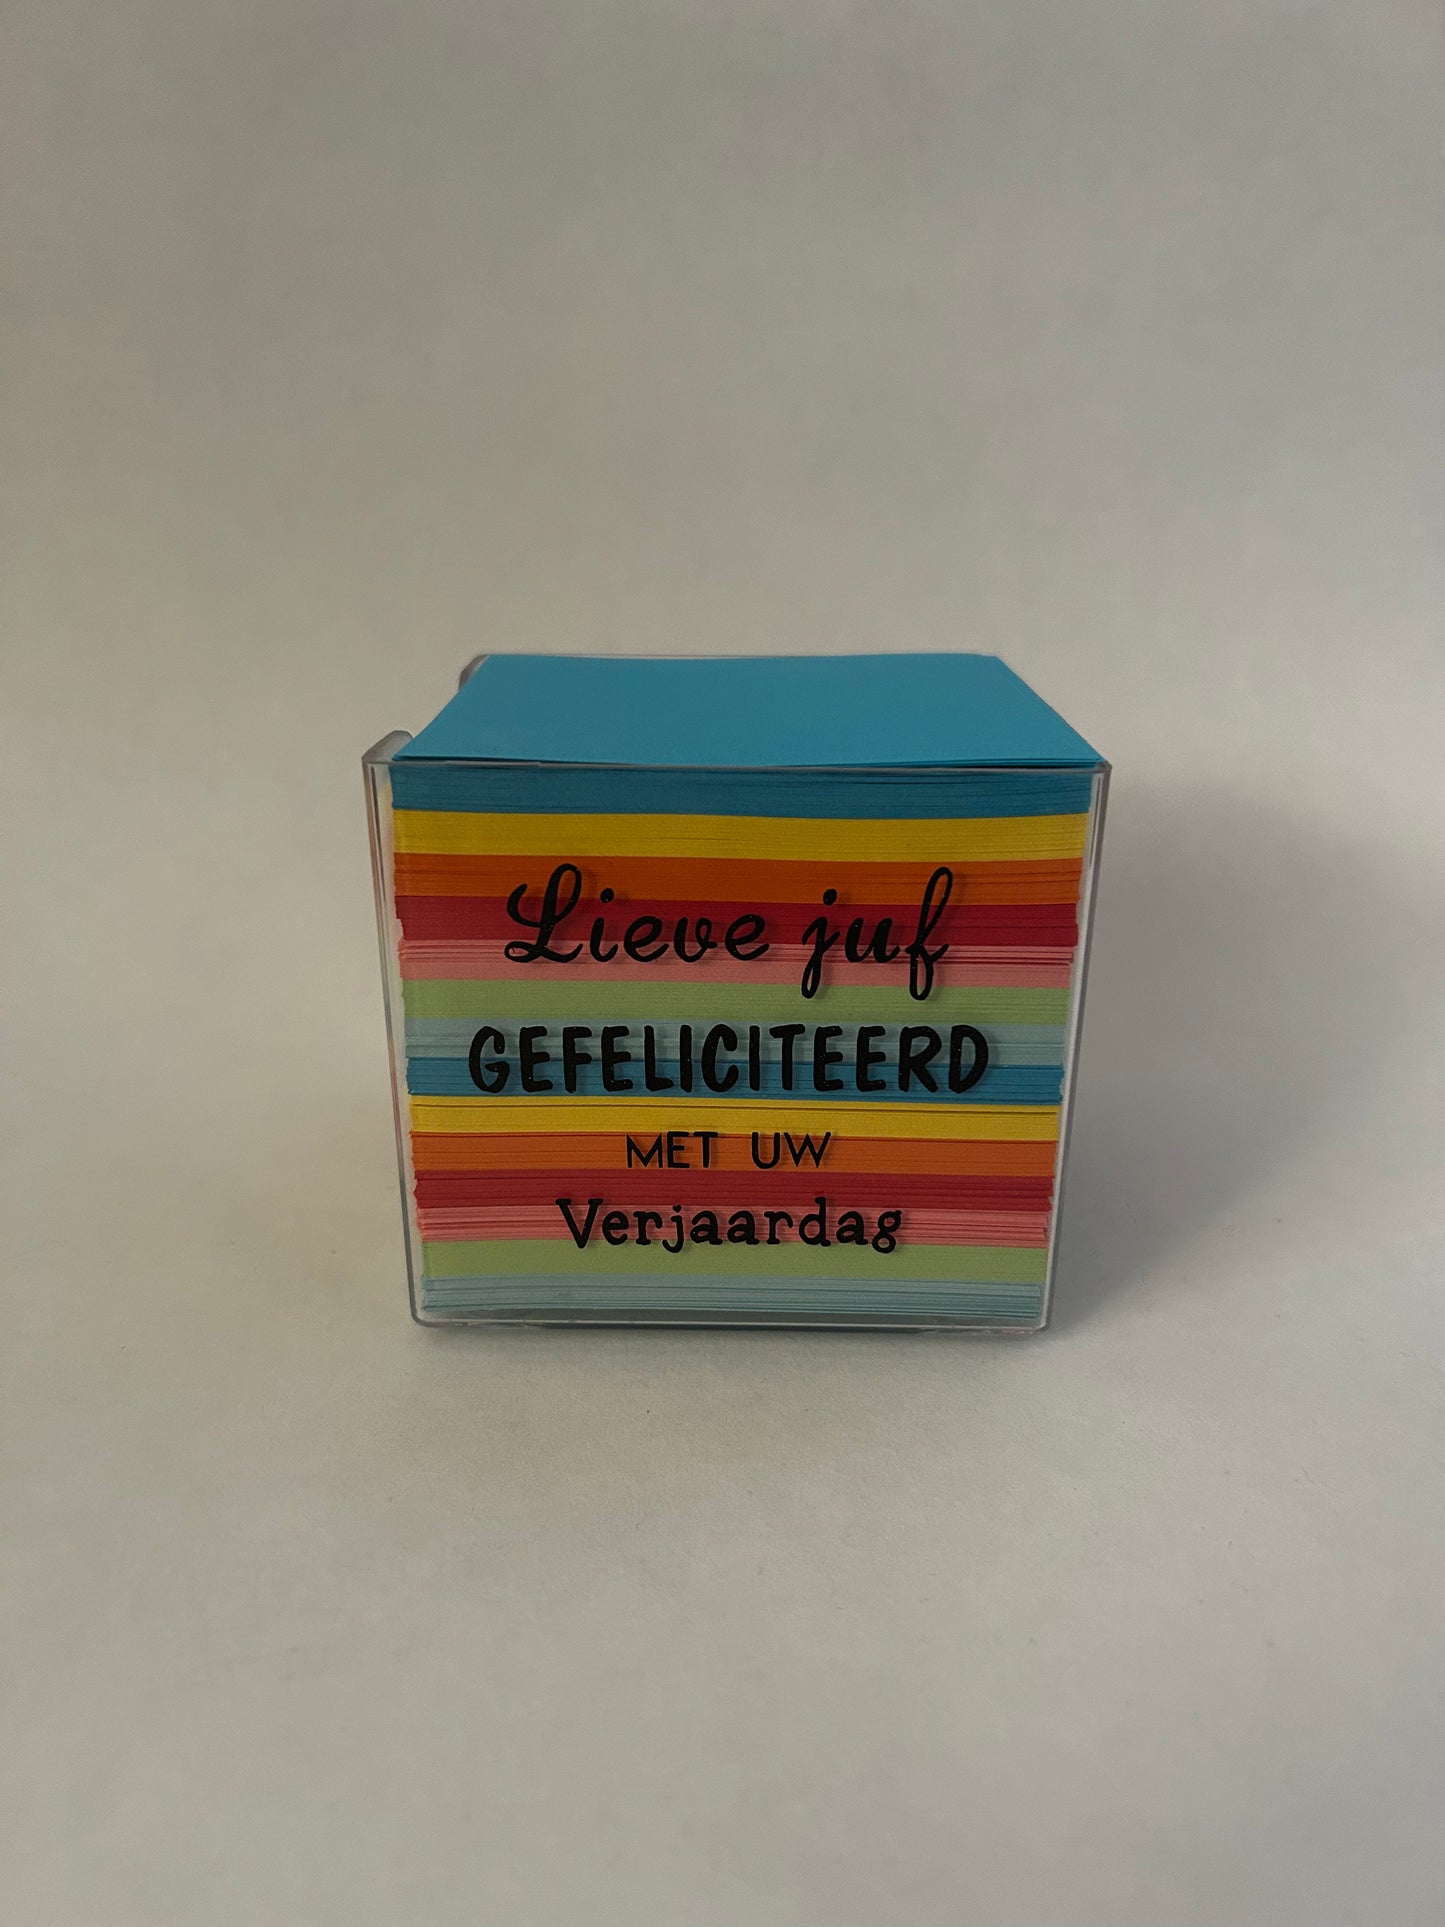 Lieve juf
GEFELICITEERD
MET UW
Verjaardag